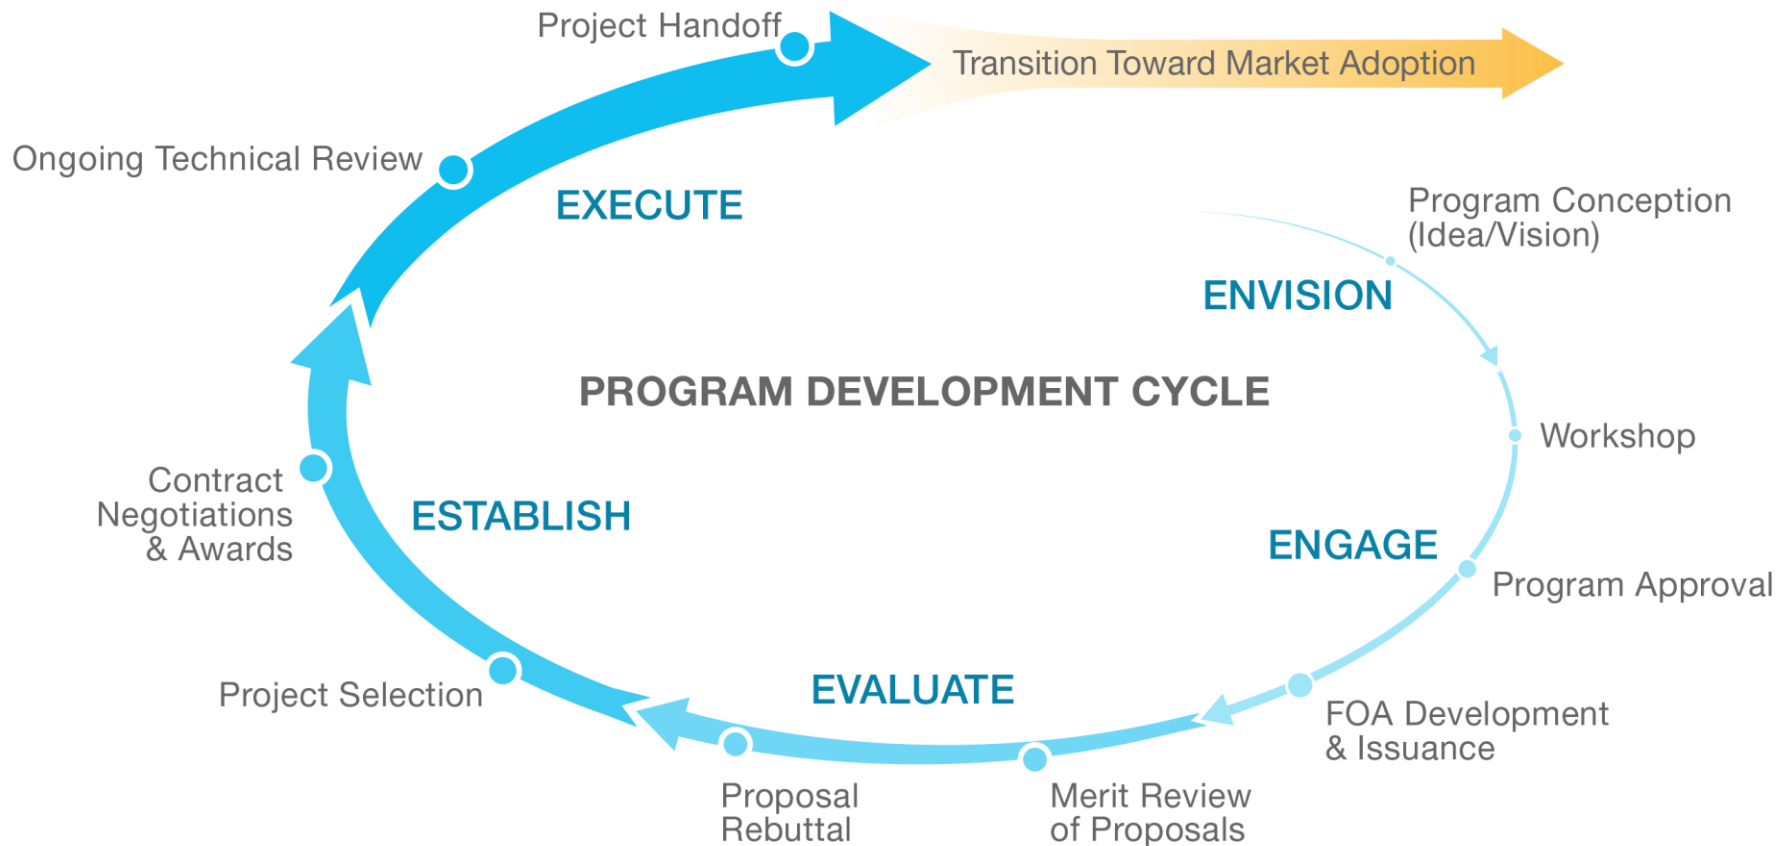 Project Handoff
Transition Toward Market Adoption
Ongoing Technical Review
EXECUTE
Program Conception
(Idea/Vision)
ENVISION
PROGRAM DEVELOPMENT CYCLE
Workshop
Contract
Negotiations
& Awards
ESTABLISH
ENGAGE
Program Approval
Project Selection
EVALUATE
FOA Development
& Issuance
Proposal
Rebuttal
Merit Review
of Proposals